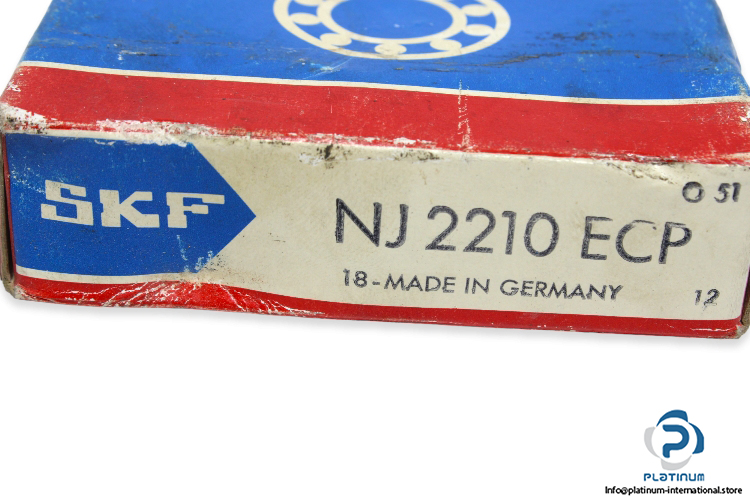 O 51
SKF
NJ 2210 ECP
18-MADE IN GERMANY
12
PLATINUM
Info@platinum-international.store